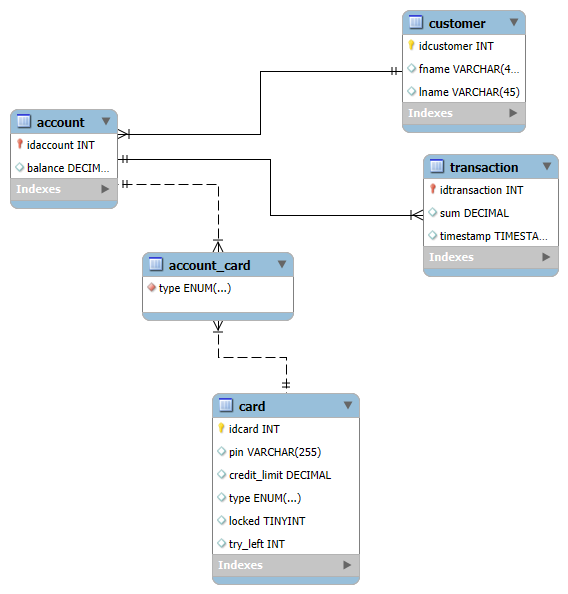 customer
idcustomer INT
fname VARCHAR(4...
lname VARCHAR(45)
Indexes
account
idaccount INT
balance DECIM...
Indexes
transaction
idtransaction INT
sum DECIMAL
timestamp TIMESTA...
Indexes
account_card
type ENUM(...)
card
idcard INT
pin VARCHAR(255)
credit_limit DECIMAL
type ENUM(...)
locked TINYINT
try_left INT
Indexes